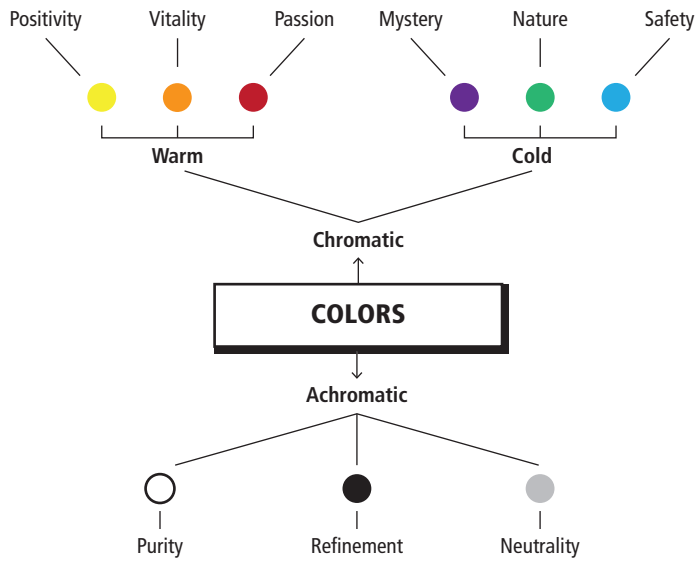 Positivity Vitality Passion Mystery Nature Safety
Warm Cold
Chromatic
COLORS
Achromatic
Purity Refinement Neutrality